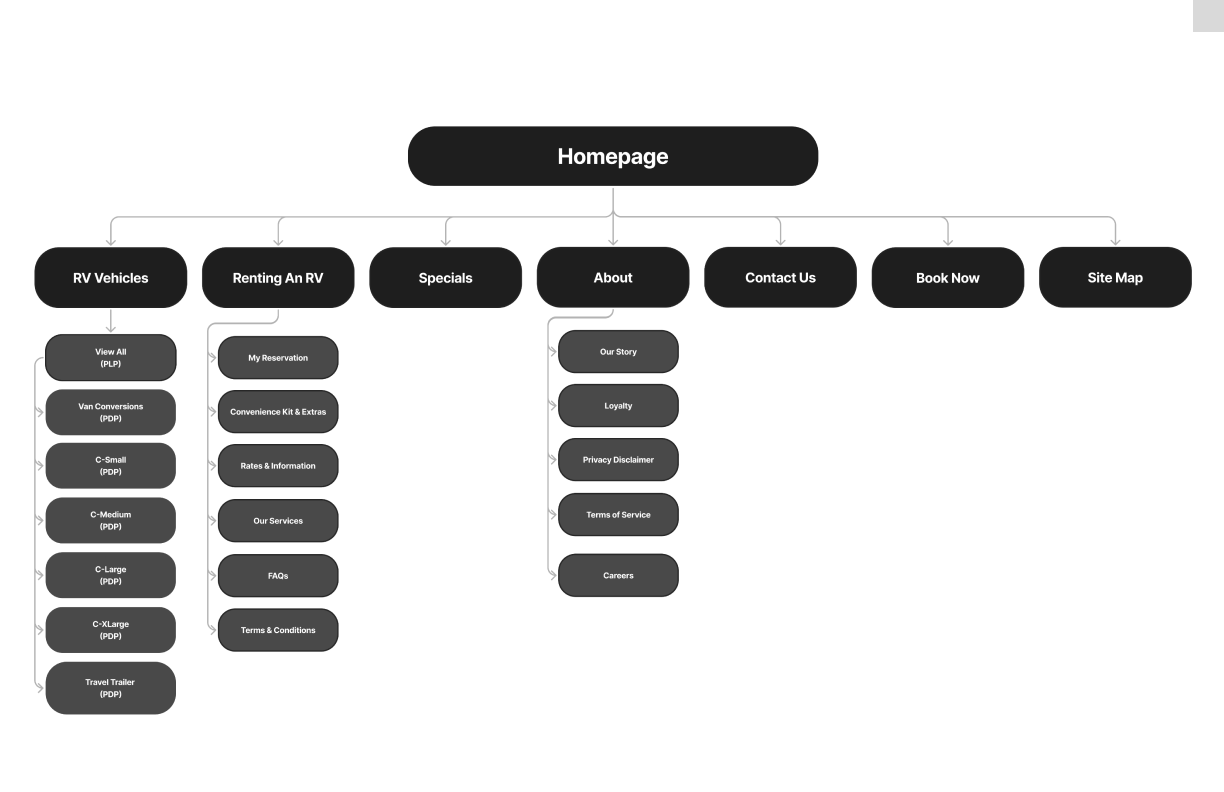 Homepage
RV Vehicles
Renting An RV
Specials
About
Contact Us
Book Now
Site Map
View All
(PLP)
Van Conversions
(PDP)
C-Small
(PDP)
C-Medium
(PDP)
C-Large
(PDP)
C-XLarge
(PDP)
Travel Trailer
(PDP)
My Reservation
Convenience Kit & Extras
Rates & Information
Our Services
FAQs
Terms & Conditions
Our Story
Loyalty
Privacy Disclaimer
Terms of Service
Careers